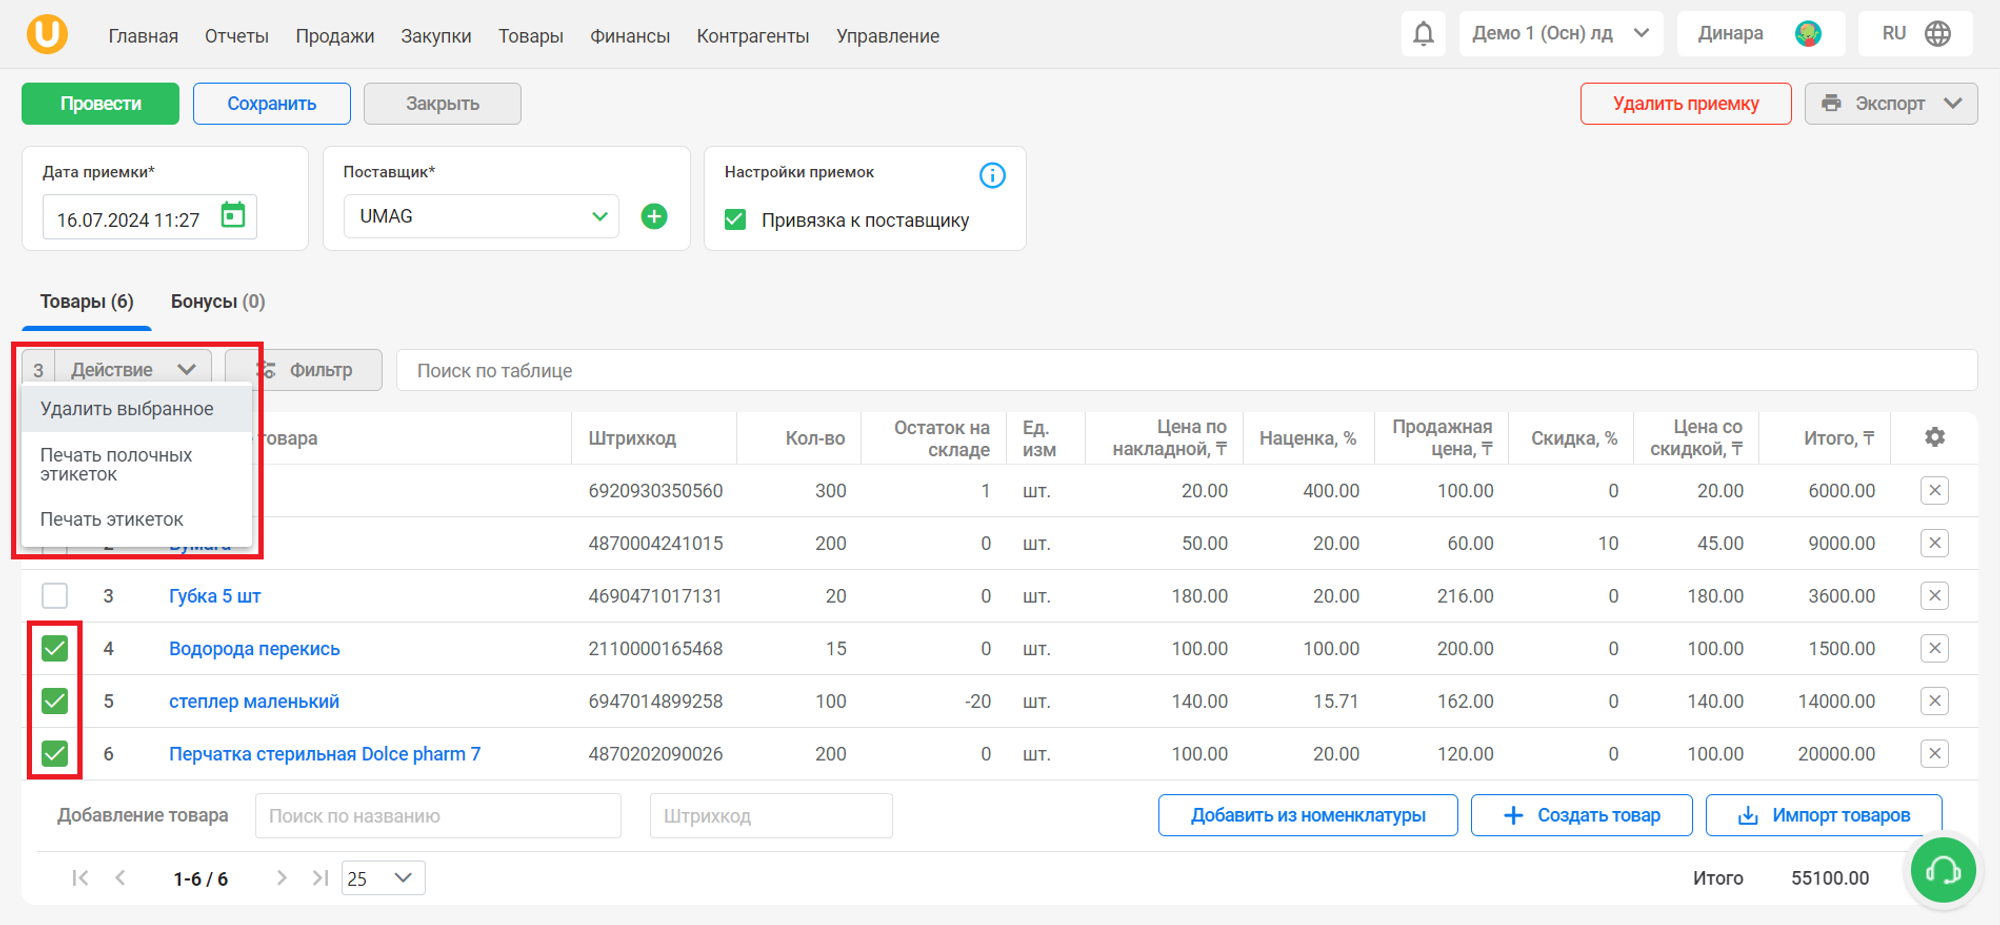 U
Главная Отчеты Продажи Закупки Товары Финансы Контрагенты Управление
Демо 1 (Осн) лд
Динара
RU
Провести
Сохранить
Закрыть
Удалить приемку
Экспорт
Дата приемки*
16.07.2024 11:27
Поставщик*
UMAG
Настройки приемок
Привязка к поставщику
Товары (6)
Бонусы (0)
3 Действие
Фильтр
Поиск по таблице
Удалить выбранное
Печать полочных
этикеток
Печать этикеток
товара
Штрихкод
Кол-во
Остаток на
складе
Ед.
изм
Цена по
накладной, ₸
Наценка, %
Продажная
цена, ₸
Скидка, %
Цена со
скидкой, ₸
Итого, ₸
6920930350560 300 1 шт. 20.00 400.00 100.00 0 20.00 6000.00
2 Бумага 4870004241015 200 0 шт. 50.00 20.00 60.00 10 45.00 9000.00
3 Губка 5 шт 4690471017131 20 0 шт. 180.00 20.00 216.00 0 180.00 3600.00
4 Водорода перекись 2110000165468 15 0 шт. 100.00 100.00 200.00 0 100.00 1500.00
5 степлер маленький 6947014899258 100 -20 шт. 140.00 15.71 162.00 0 140.00 14000.00
6 Перчатка стерильная Dolce pharm 7 4870202090026 200 0 шт. 100.00 20.00 120.00 0 100.00 20000.00
Добавление товара
Поиск по названию
Штрихкод
Добавить из номенклатуры
Создать товар
Импорт товаров
1-6 / 6
25
Итого 55100.00